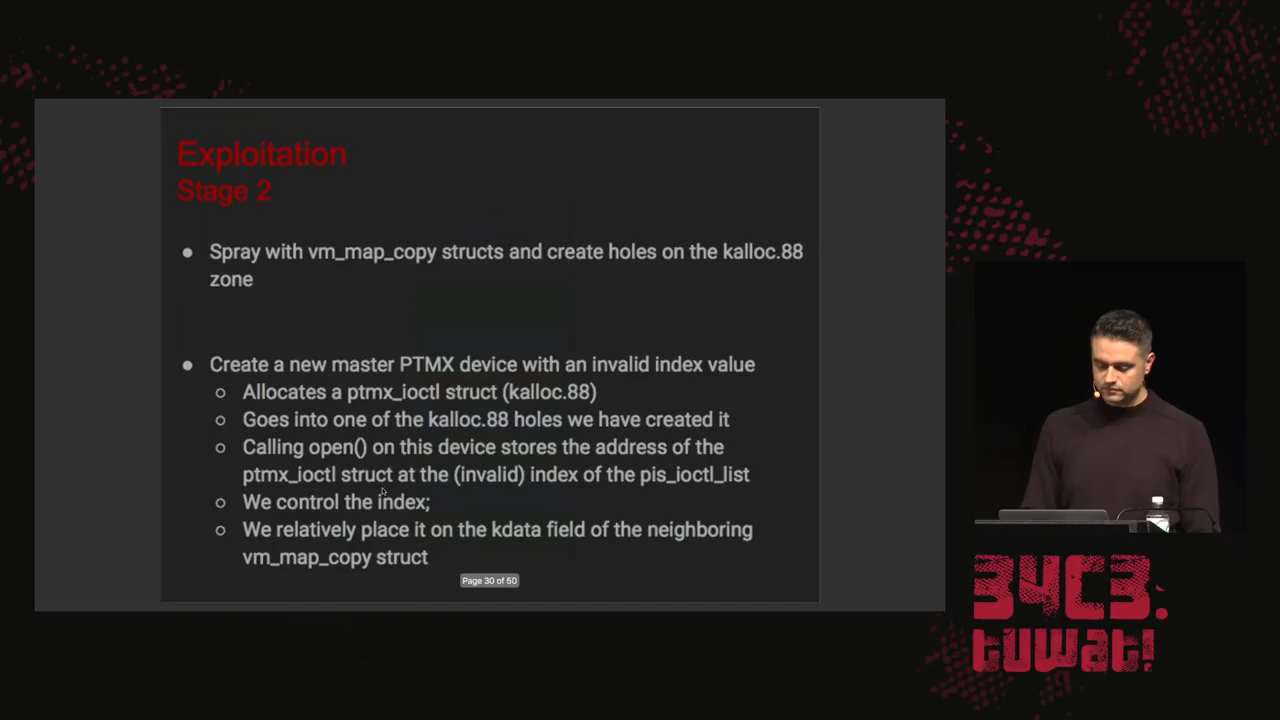 Exploitation
Stage 2
● Spray with vm_map_copy structs and create holes on the kalloc.88
zone
● Create a new master PTMX device with an invalid index value
○ Allocates a ptmx_ioctl struct (kalloc.88)
○ Goes into one of the kalloc.88 holes we have created it
○ Calling open() on this device stores the address of the
ptmx_ioctl struct at the (invalid) index of the pis_ioctl_list
○ We control the index;
○ We relatively place it on the kdata field of the neighboring
vm_map_copy struct
Page 30 of 50
34C3.
tuwat!